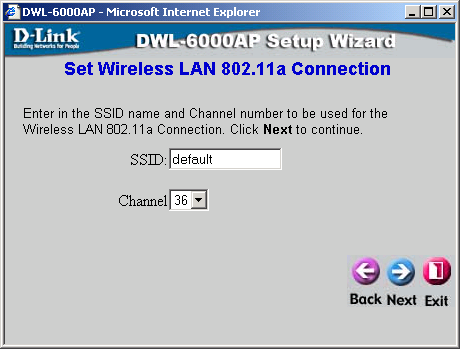 DWL-6000AP - Microsoft Internet Explorer
D-Link
Building Networks for People
DWL-6000AP Setup Wizard
Set Wireless LAN 802.11a Connection
Enter in the SSID name and Channel number to be used for the
Wireless LAN 802.11a Connection. Click Next to continue.
SSID: default
Channel 36
Back Next Exit